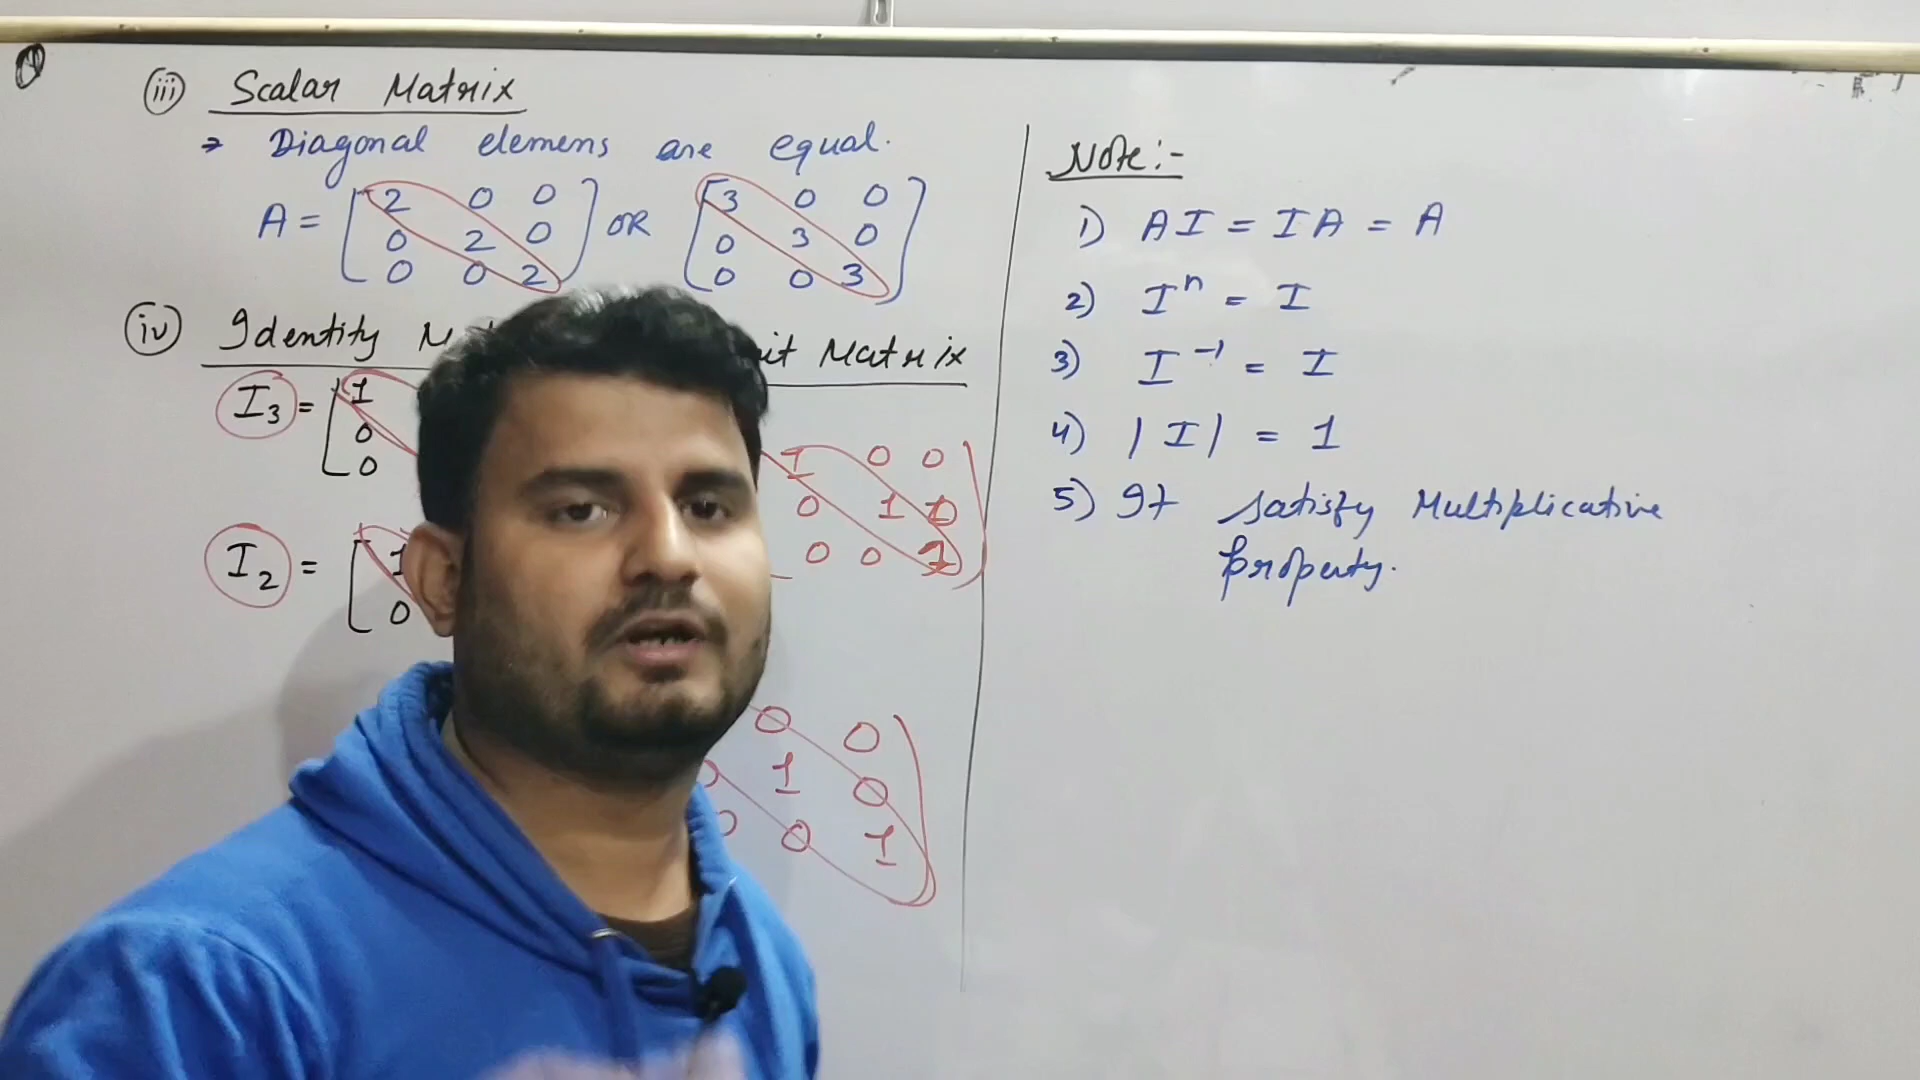 (iii) Scalar Matrix
→ Diagonal elemens are equal.
A = [ 2 0 0 ] OR [ 3 0 0 ]
0 2 0 0 3 0
0 0 2 0 0 3
(iv) Identity it Matrix
I₃ = [ 1
0
0
1 0 0
0 1 0
0 0 1
I₂ = [ 1
0
0 0
1 0
0 0 1
Note :-
1) AI = IA = A
2) Iⁿ = I
3) I⁻¹ = I
4) |I| = 1
5) It satisfy Multiplicative
property.